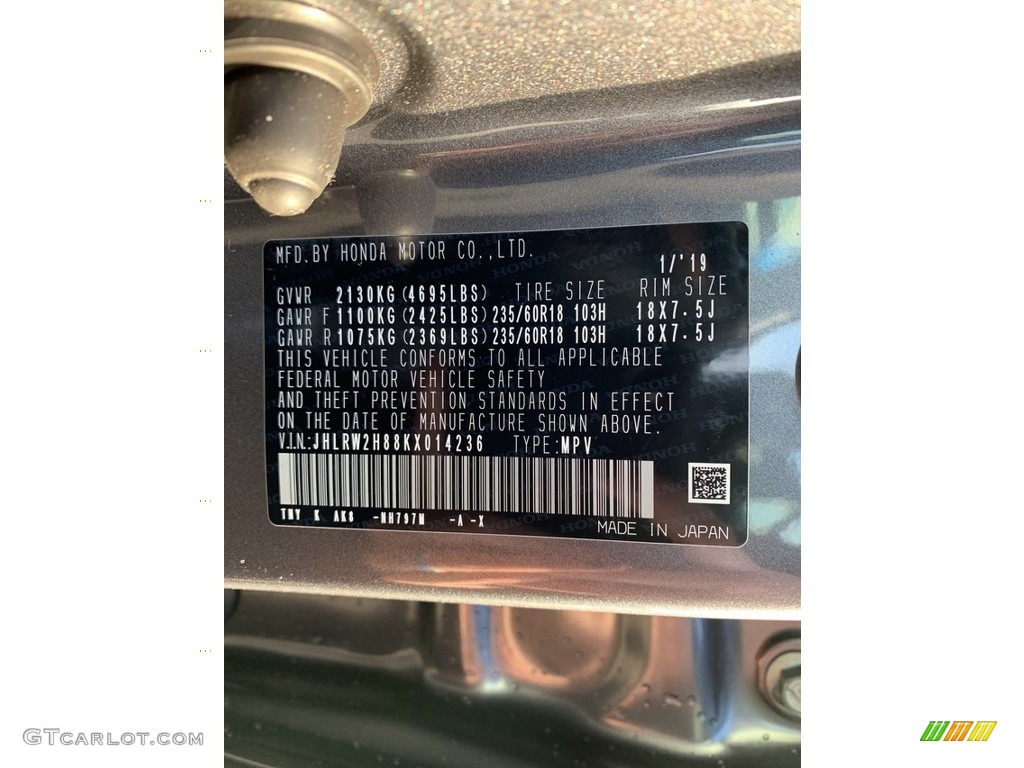 MFD.BY HONDA MOTOR CO.,LTD.
1/'19
GVWR 2130KG(4695LBS) TIRE SIZE RIM SIZE
GAWR F 1100KG(2425LBS) 235/60R18 103H 18X7.5J
GAWR R 1075KG(2369LBS) 235/60R18 103H 18X7.5J
THIS VEHICLE CONFORMS TO ALL APPLICABLE
FEDERAL MOTOR VEHICLE SAFETY
AND THEFT PREVENTION STANDARDS IN EFFECT
ON THE DATE OF MANUFACTURE SHOWN ABOVE.
V.I.N:JHLRW2H88KX014236 TYPE:MPV
K AK8 -NH797M -A -X
MADE IN JAPAN
GTCarlot.com